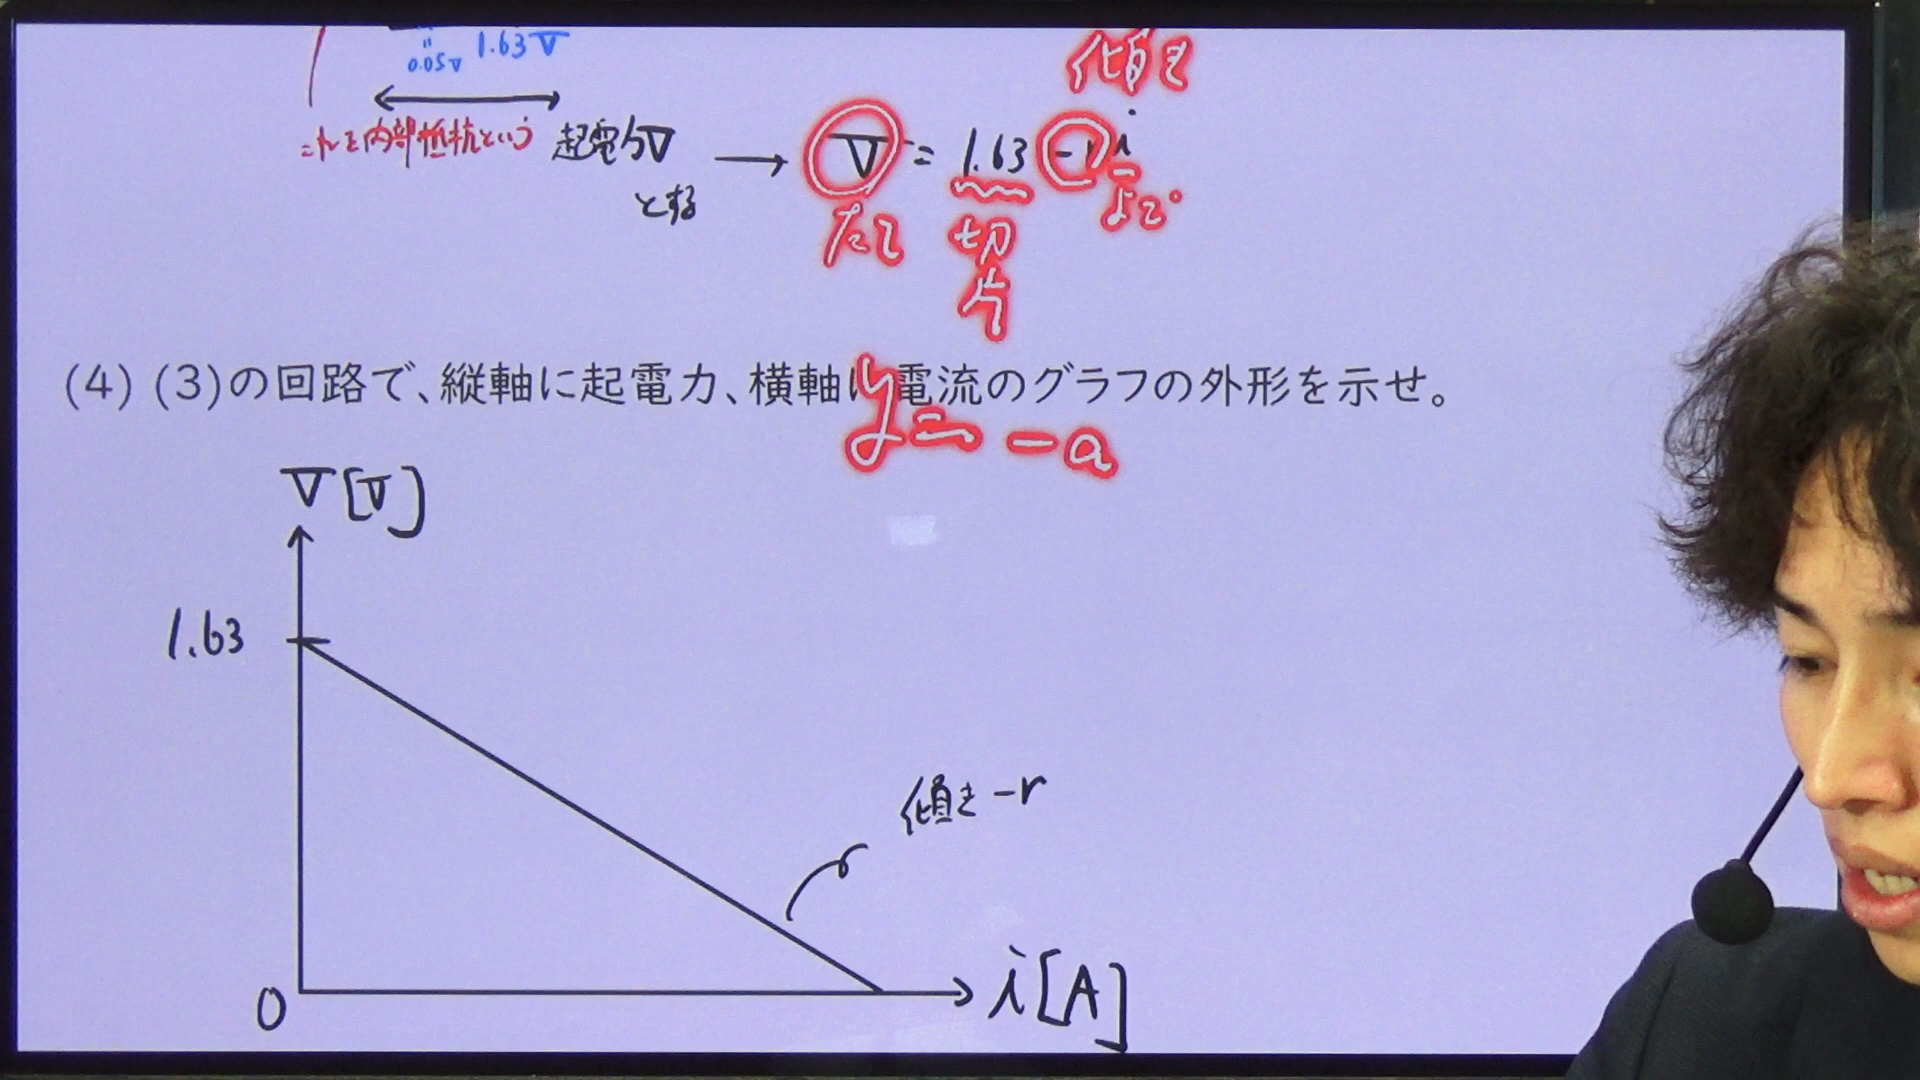 0.05V 1.63V
これを内部抵抗という
起電力V
とする
→ V = 1.63 -ri
傾き
たて
切片
よこ
(4) (3)の回路で、縦軸に起電力、横軸に電流のグラフの外形を示せ。
y= -a
V[V]
1.63
傾き -r
0
i[A]